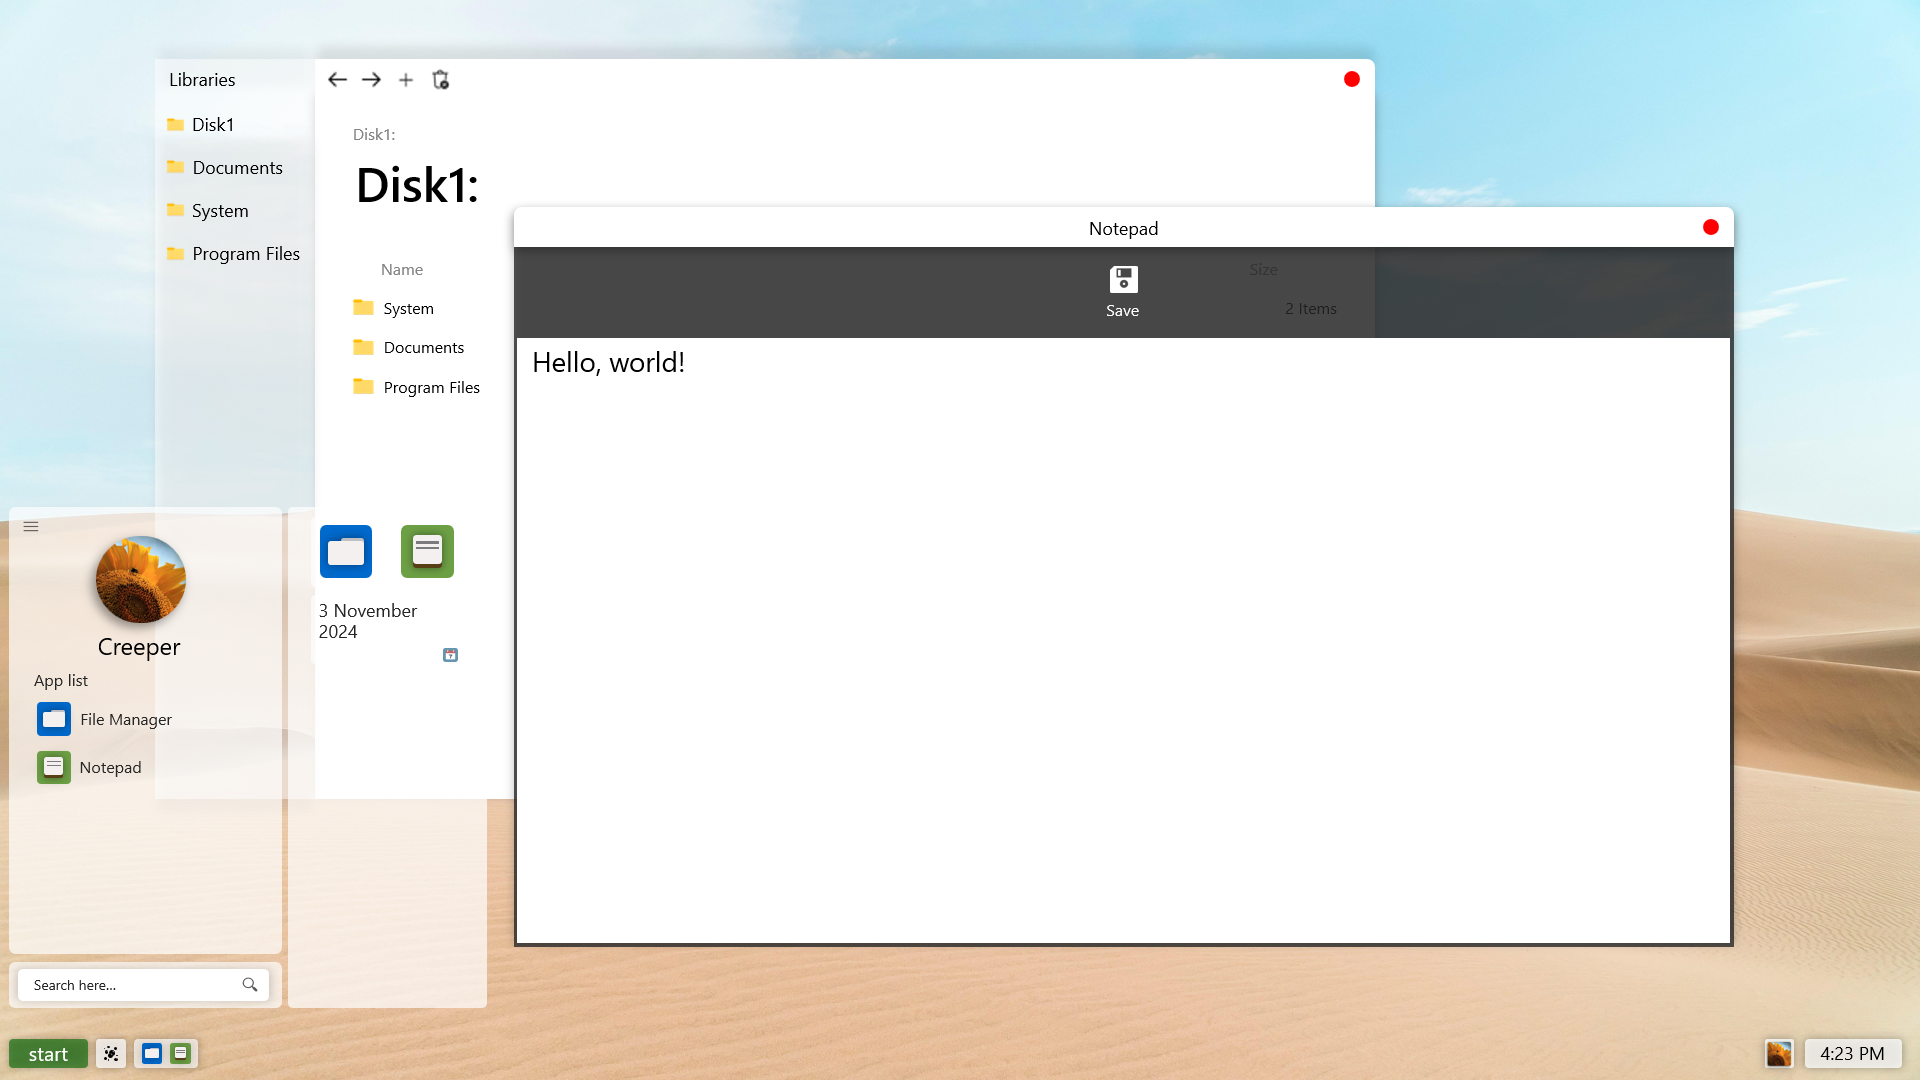 Libraries
Disk1
Documents
System
Program Files
Disk1:
Disk1:
Name
Size
System
2 Items
Documents
Program Files
Notepad
Save
Hello, world!
Creeper
App list
File Manager
Notepad
3 November
2024
Search here...
start
4:23 PM